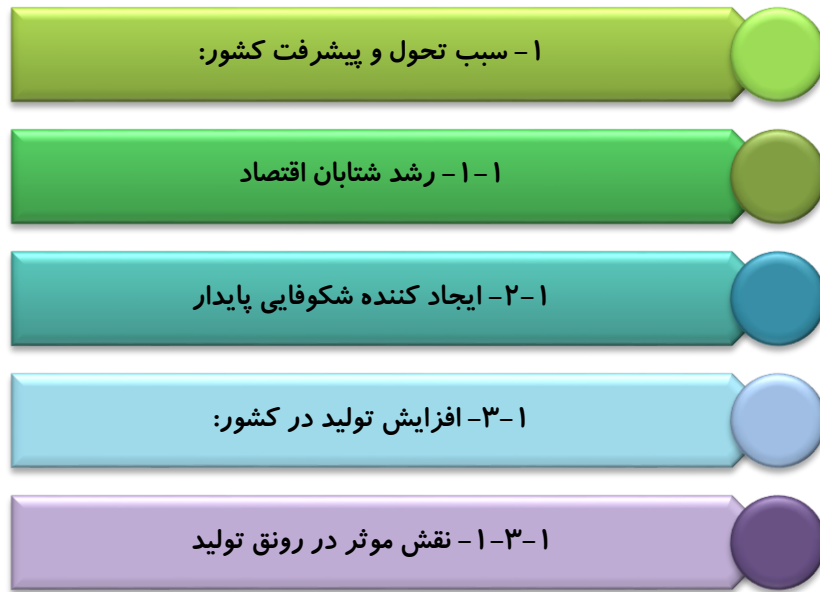 ۱- سبب تحول و پیشرفت کشور:
۱-۱- رشد شتابان اقتصاد
۱-۲- ایجاد کننده شکوفایی پایدار
۱-۳- افزایش تولید در کشور:
۱-۳-۱- نقش موثر در رونق تولید